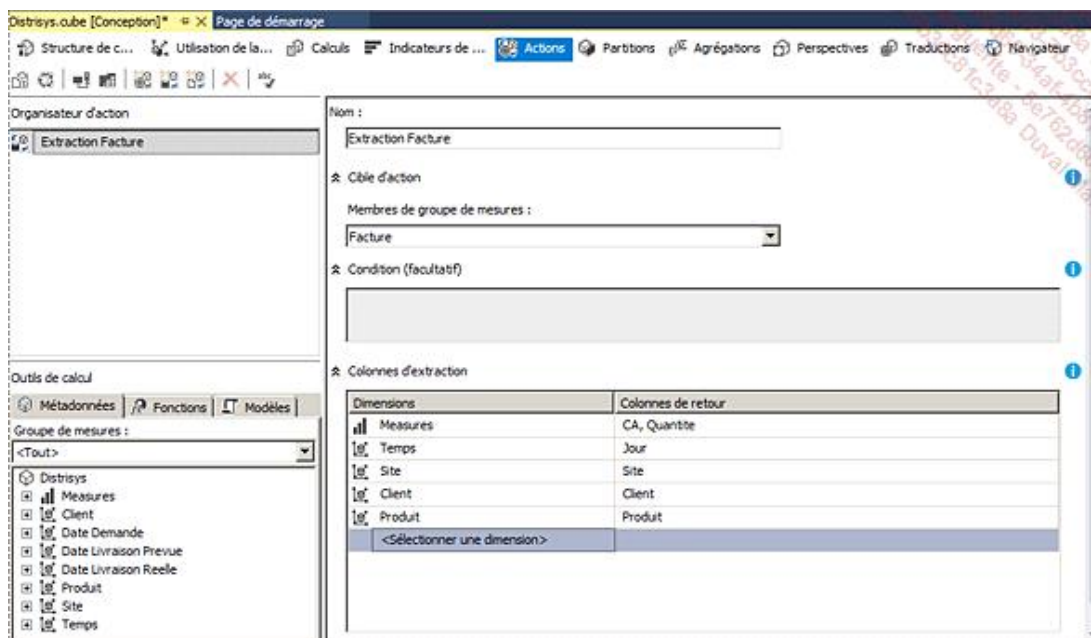 Distrisys.cube [Conception]* Page de démarrage
Structure de c... Utilisation de la... Calculs Indicateurs de ... Actions Partitions Agrégations Perspectives Traductions Navigateur
Organisateur d'action
Extraction Facture
Nom :
Extraction Facture
Cible d'action
Membres de groupe de mesures :
Facture
Condition (facultatif)
Outils de calcul
Métadonnées Fonctions Modèles
Groupe de mesures :
<Tout>
Distrisys
Measures
Client
Date Demande
Date Livraison Prevue
Date Livraison Reelle
Produit
Site
Temps
Colonnes d'extraction
Dimensions Colonnes de retour
Measures CA, Quantite
Temps Jour
Site Site
Client Client
Produit Produit
<Sélectionner une dimension>